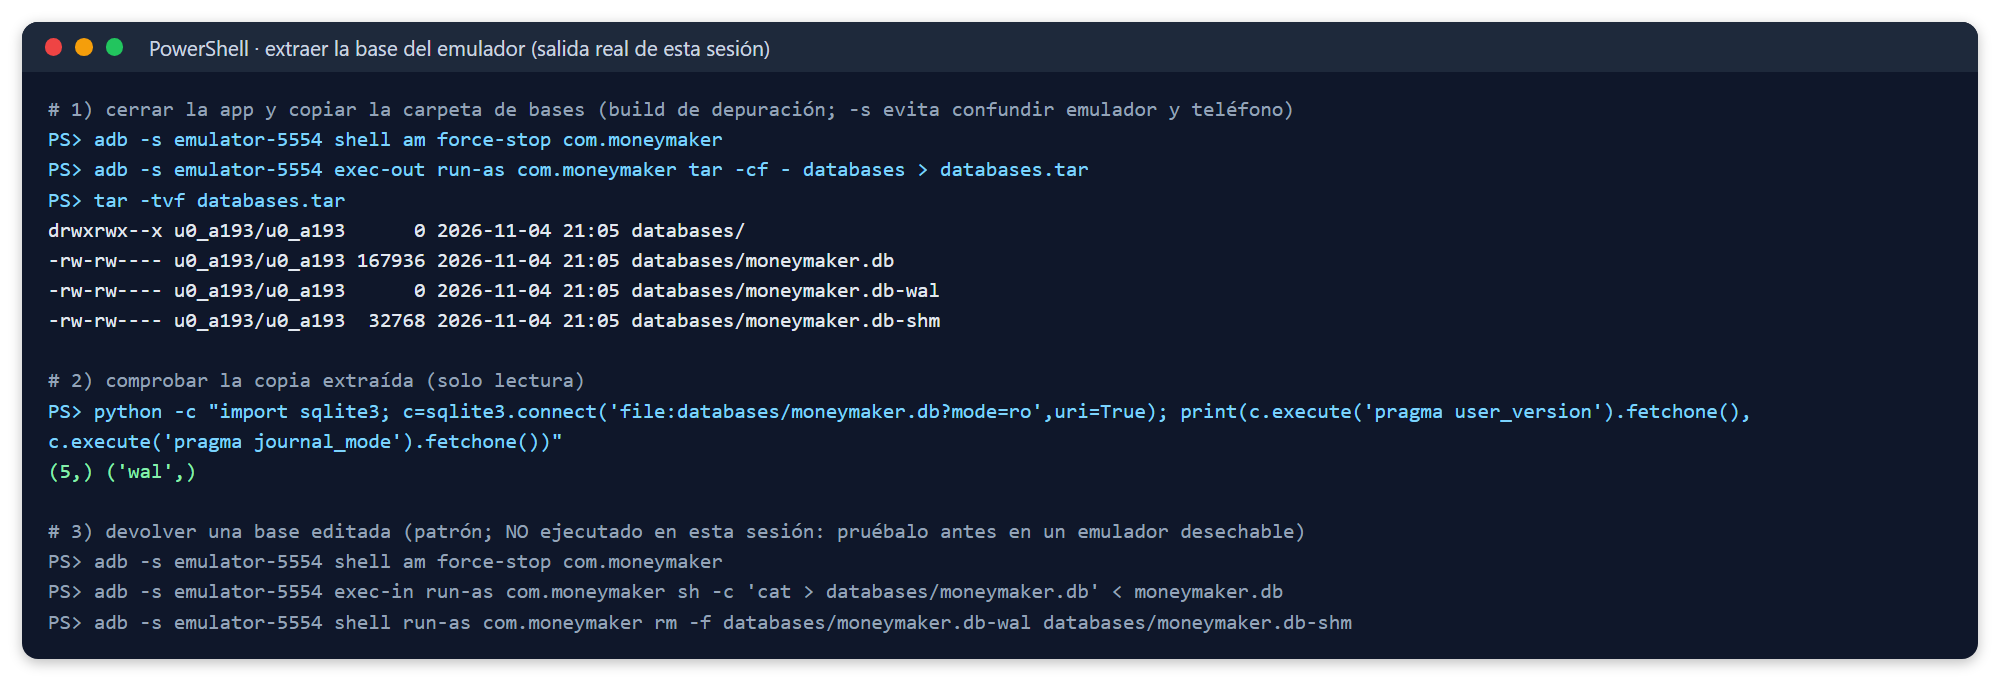 PowerShell · extraer la base del emulador (salida real de esta sesión)
# 1) cerrar la app y copiar la carpeta de bases (build de depuración; -s evita confundir emulador y teléfono)
PS> adb -s emulator-5554 shell am force-stop com.moneymaker
PS> adb -s emulator-5554 exec-out run-as com.moneymaker tar -cf - databases > databases.tar
PS> tar -tvf databases.tar
drwxrwx--x u0_a193/u0_a193      0 2026-11-04 21:05 databases/
-rw-rw---- u0_a193/u0_a193 167936 2026-11-04 21:05 databases/moneymaker.db
-rw-rw---- u0_a193/u0_a193      0 2026-11-04 21:05 databases/moneymaker.db-wal
-rw-rw---- u0_a193/u0_a193  32768 2026-11-04 21:05 databases/moneymaker.db-shm
# 2) comprobar la copia extraída (solo lectura)
PS> python -c "import sqlite3; c=sqlite3.connect('file:databases/moneymaker.db?mode=ro',uri=True); print(c.execute('pragma user_version').fetchone(),
c.execute('pragma journal_mode').fetchone())"
(5,) ('wal',)
# 3) devolver una base editada (patrón; NO ejecutado en esta sesión: pruébalo antes en un emulador desechable)
PS> adb -s emulator-5554 shell am force-stop com.moneymaker
PS> adb -s emulator-5554 exec-in run-as com.moneymaker sh -c 'cat > databases/moneymaker.db' < moneymaker.db
PS> adb -s emulator-5554 shell run-as com.moneymaker rm -f databases/moneymaker.db-wal databases/moneymaker.db-shm